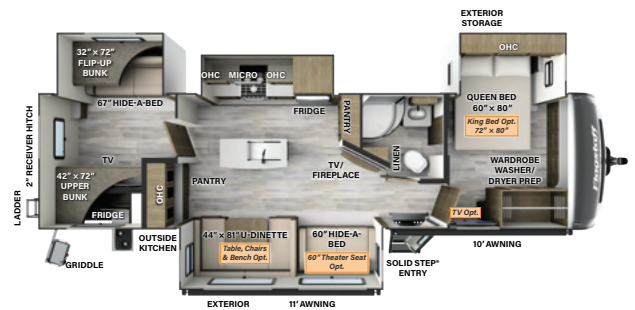 EXTERIOR
STORAGE
OHC
32" × 72"
FLIP-UP
BUNK
67" HIDE-A-BED
OHC MICRO OHC
FRIDGE
PANTRY
QUEEN BED
60" × 80"
King Bed Opt.
72" × 80"
2" RECEIVER HITCH
TV
42" × 72"
UPPER
BUNK
FRIDGE
OHC
PANTRY
TV/
FIREPLACE
LINEN
WARDROBE
WASHER/
DRYER PREP
Flagstaff
LADDER
TV Opt.
GRIDDLE
OUTSIDE
KITCHEN
44" × 81" U-DINETTE
Table, Chairs
& Bench Opt.
60" HIDE-A-
BED
60" Theater Seat
Opt.
SOLID STEP®
ENTRY
10' AWNING
EXTERIOR
11' AWNING